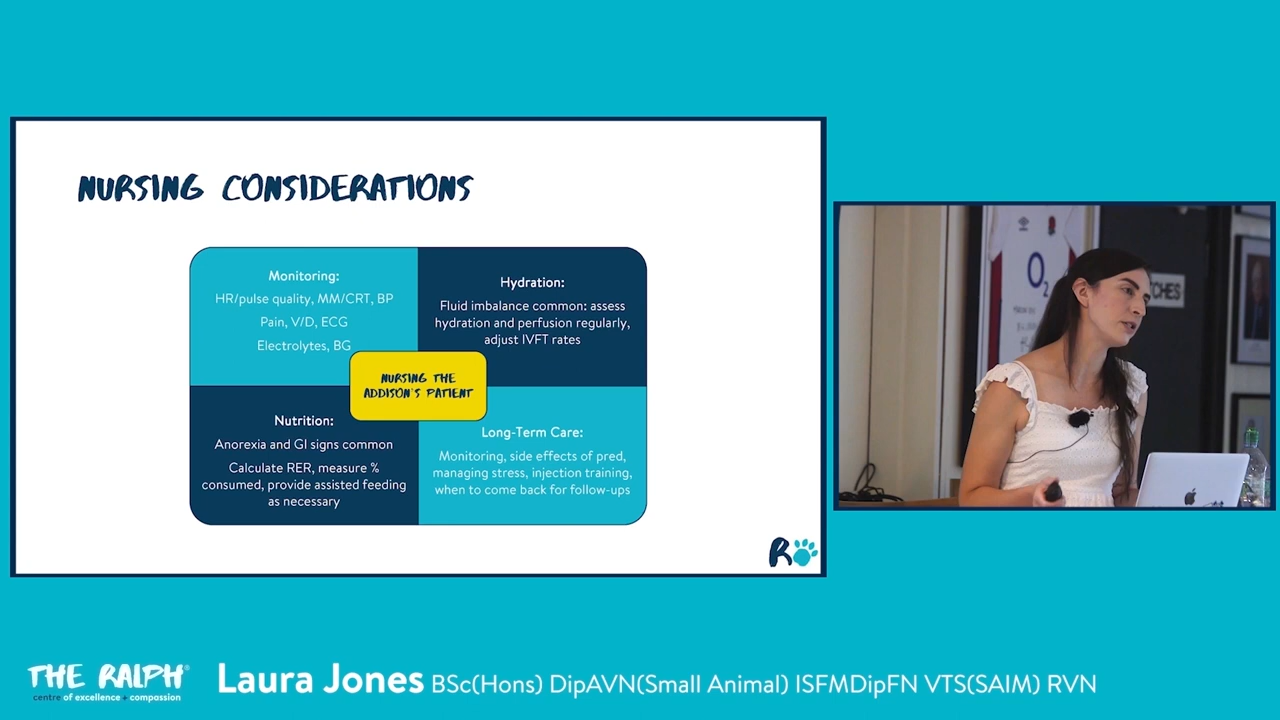 NURSING CONSIDERATIONS
Monitoring:
HR/pulse quality, MM/CRT, BP
Pain, V/D, ECG
Electrolytes, BG
Hydration:
Fluid imbalance common: assess
hydration and perfusion regularly,
adjust IVFT rates
NURSING THE
ADDISON'S PATIENT
Nutrition:
Anorexia and GI signs common
Calculate RER, measure %
consumed, provide assisted feeding
as necessary
Long-Term Care:
Monitoring, side effects of pred,
managing stress, injection training,
when to come back for follow-ups
R
O2
CHES
THE RALPH®
centre of excellence + compassion
Laura Jones BSc(Hons) DipAVN(Small Animal) ISFMDipFN VTS(SAIM) RVN